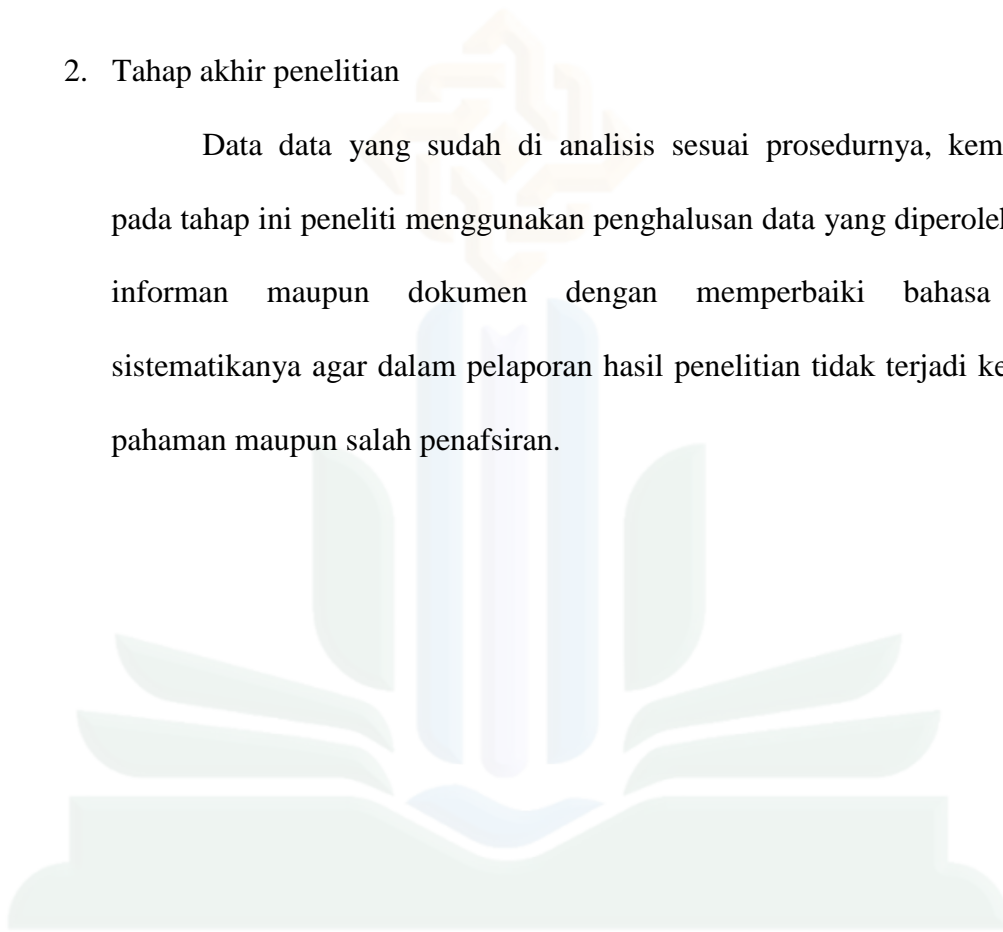 2. Tahap akhir penelitian
Data data yang sudah di analisis sesuai prosedurnya, kem
pada tahap ini peneliti menggunakan penghalusan data yang diperoleh
informan maupun dokumen dengan memperbaiki bahasa
sistematikanya agar dalam pelaporan hasil penelitian tidak terjadi ke
pahaman maupun salah penafsiran.